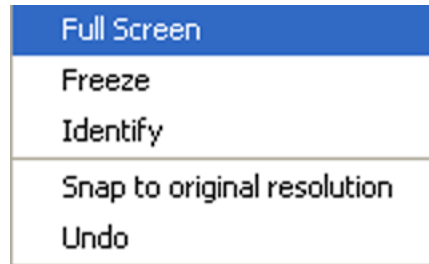 Full Screen
Freeze
Identify
Snap to original resolution
Undo